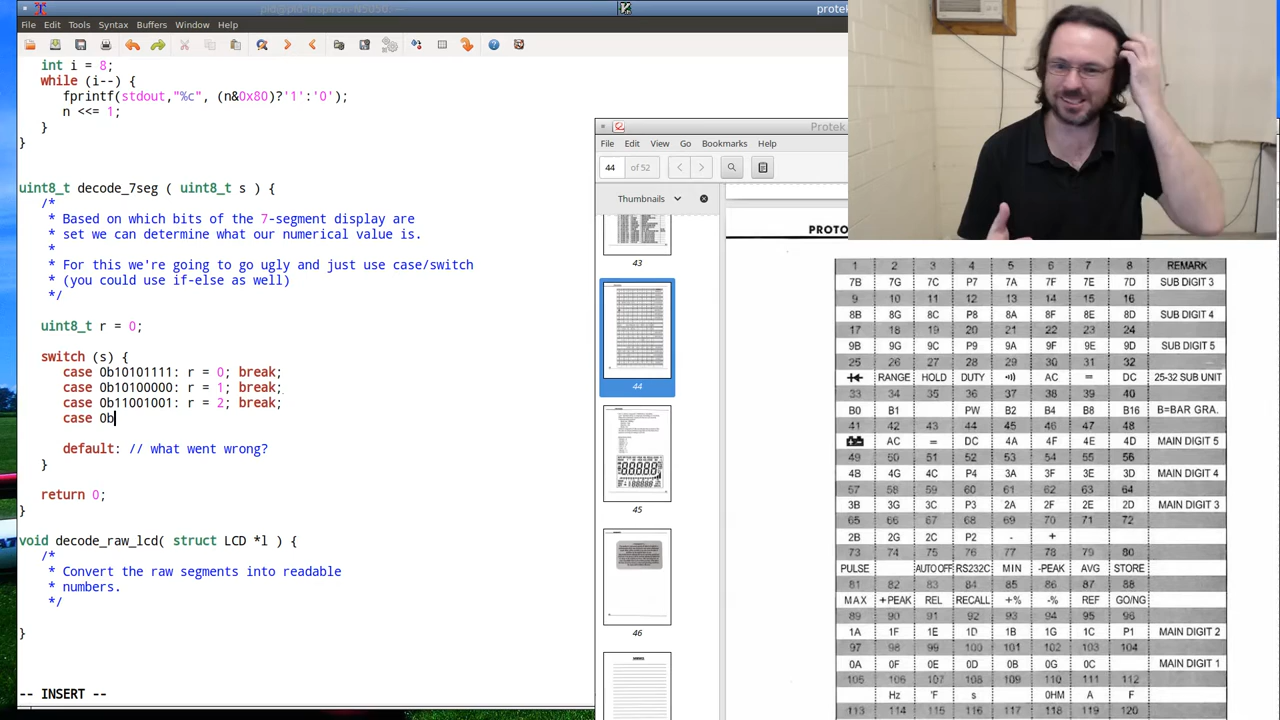 pid@pid-Inspiron-N5050: ~
protek
File Edit Tools Syntax Buffers Window Help
int i = 8;
while (i--) {
fprintf(stdout,"%c", (n&0x80)?'1':'0');
n <<= 1;
}
}
uint8_t decode_7seg ( uint8_t s ) {
/*
* Based on which bits of the 7-segment display are
* set we can determine what our numerical value is.
*
* For this we're going to go ugly and just use case/switch
* (you could use if-else as well)
*/
uint8_t r = 0;
switch (s) {
case 0b10101111: r = 0; break;
case 0b10100000: r = 1; break;
case 0b11001001: r = 2; break;
case 0b
default: // what went wrong?
}
return 0;
}
void decode_raw_lcd( struct LCD *l ) {
/*
* Convert the raw segments into readable
* numbers.
*/
}
-- INSERT --
Protek
File Edit View Go Bookmarks Help
44 of 52
Thumbnails
43
44
45
46
PROTO
1 2 3 4 5 6 7 8 REMARK
7B 7G 7C P7 7A 7F 7E 7D SUB DIGIT 3
9 10 11 12 13 14 15 16
8B 8G 8C P8 8A 8F 8E 8D SUB DIGIT 4
17 18 19 20 21 22 23 24
9B 9G 9C P9 9A 9F 9E 9D SUB DIGIT 5
25 26 27 28 29 30 31 32
RANGE HOLD DUTY •))) AC = DC 25-32 SUB UNIT
33 34 35 36 37 38 39 40
B0 B1 PW B2 B4 B8 B16 B=BAR GRA.
41 42 43 44 45 46 47 48
AC = DC 4A 4F 4E 4D MAIN DIGIT 5
49 50 51 52 53 54 55 56
4B 4G 4C P4 3A 3F 3E 3D MAIN DIGIT 4
57 58 59 60 61 62 63 64
3B 3G 3C P3 2A 2F 2E 2D MAIN DIGIT 3
65 66 67 68 69 70 71 72
2B 2G 2C P2 - +
73 74 75 76 77 78 79 80
PULSE AUTO OFF RS232C MIN -PEAK AVG STORE
81 82 83 84 85 86 87 88
MAX +PEAK REL RECALL +% -% REF GO/NG
89 90 91 92 93 94 95 96
1A 1F 1E 1D 1B 1G 1C P1 MAIN DIGIT 2
97 98 99 100 101 102 103 104
0A 0F 0E 0D 0B 0G 0C MAIN DIGIT 1
105 106 107 108 109 110 111 112
Hz 'F s 0HM A F
113 114 115 116 117 118 119 120